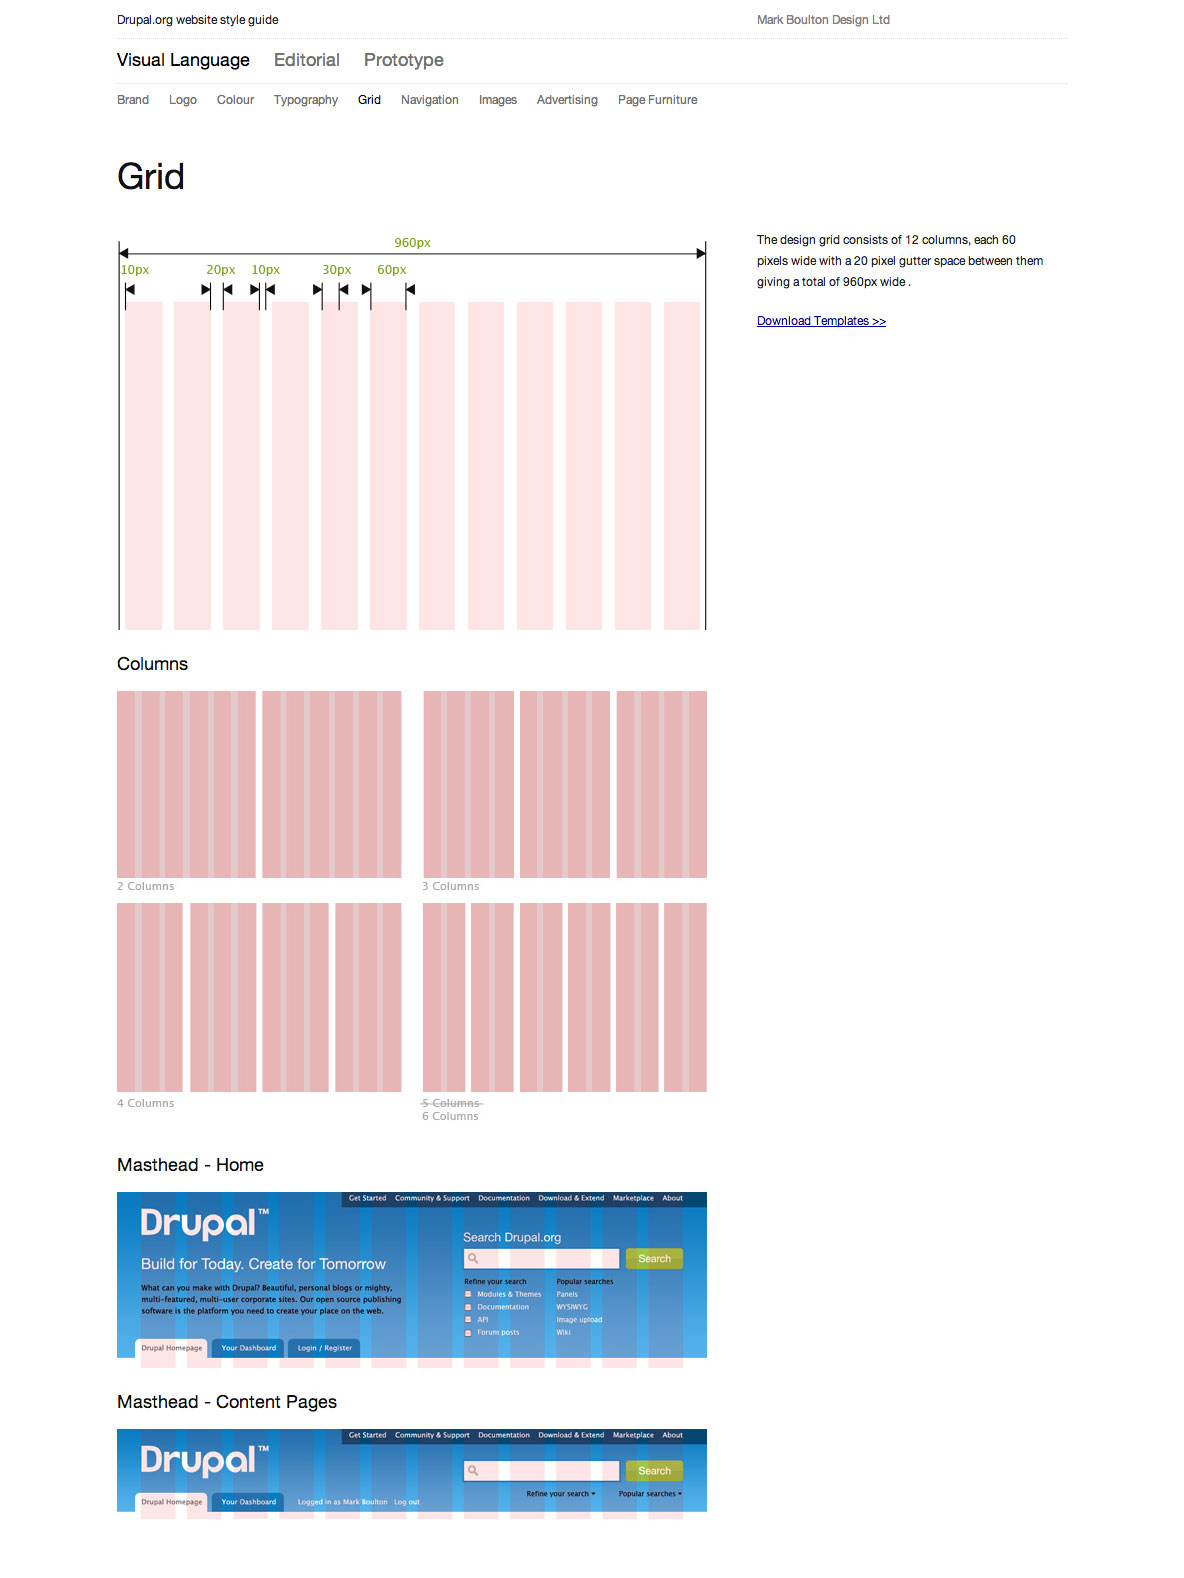 Drupal.org website style guide
Mark Boulton Design Ltd
Visual Language Editorial Prototype
Brand Logo Colour Typography Grid Navigation Images Advertising Page Furniture
Grid
960px
10px 20px 10px 30px 60px
The design grid consists of 12 columns, each 60
pixels wide with a 20 pixel gutter space between them
giving a total of 960px wide .
Download Templates >>
Columns
2 Columns
3 Columns
4 Columns
5 Columns
6 Columns
Masthead - Home
Get Started Community & Support Documentation Download & Extend Marketplace About
Drupal™
Build for Today. Create for Tomorrow
What can you make with Drupal? Beautiful, personal blogs or mighty,
multi-featured, multi-user corporate sites. Our open source publishing
software is the platform you need to create your place on the web.
Search Drupal.org
Search
Refine your search Popular searches
Modules & Themes Panels
Documentation WYSIWYG
API Image upload
Forum posts Wiki
Drupal Homepage Your Dashboard Login / Register
Masthead - Content Pages
Get Started Community & Support Documentation Download & Extend Marketplace About
Drupal™
Search
Refine your search Popular searches
Drupal Homepage Your Dashboard Logged in as Mark Boulton Log out